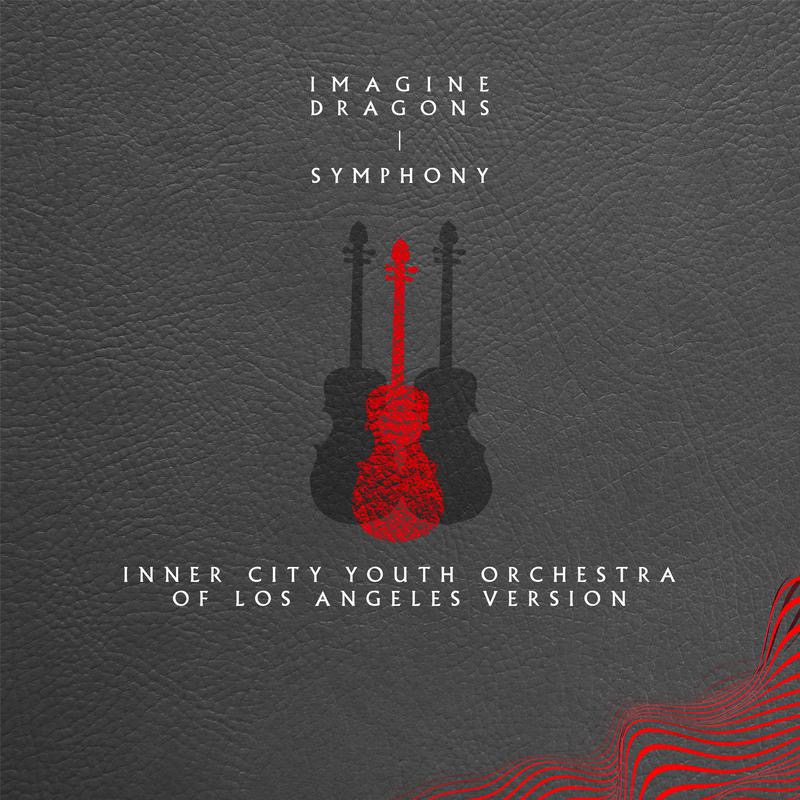 IMAGINE
DRAGONS
|
SYMPHONY
INNER CITY YOUTH ORCHESTRA
OF LOS ANGELES VERSION